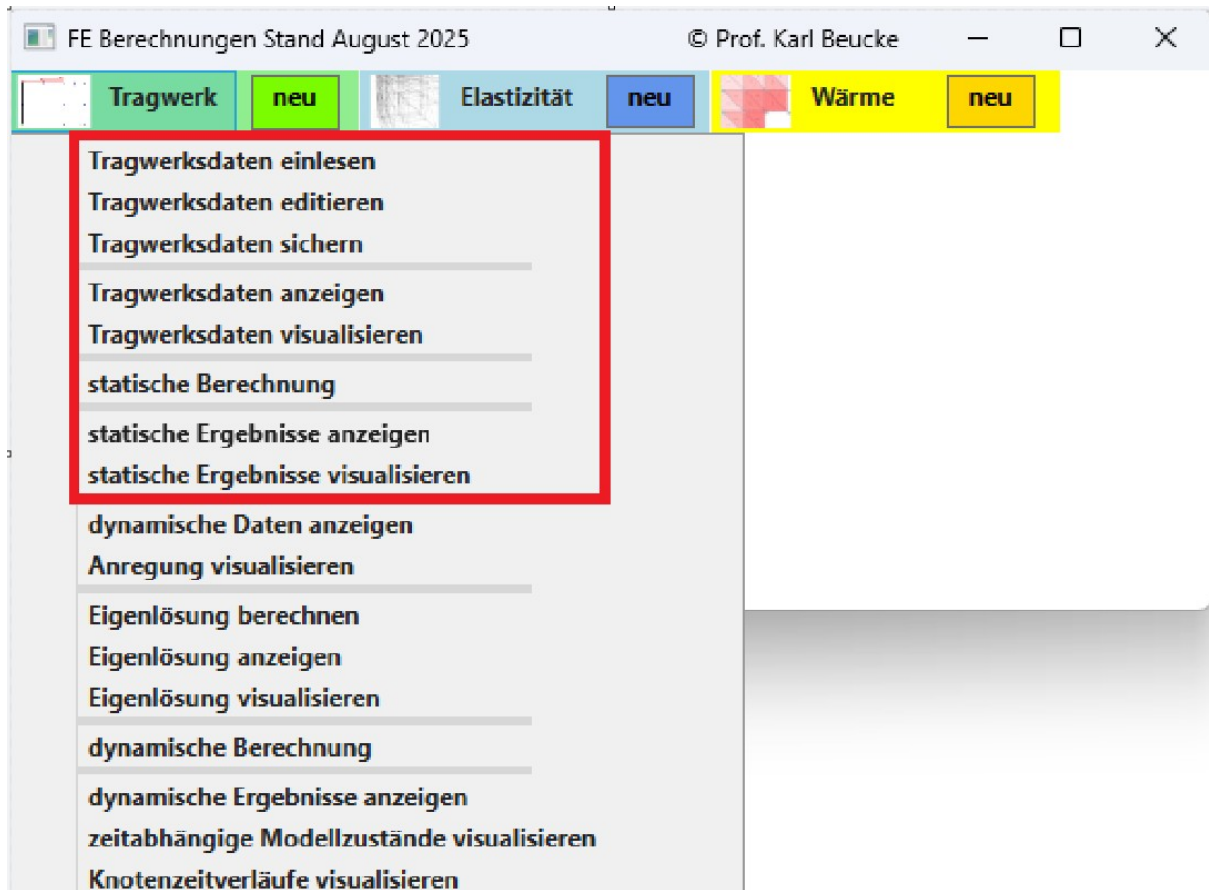 FE Berechnungen Stand August 2025 © Prof. Karl Beucke
Tragwerk neu Elastizität neu Wärme neu
Tragwerksdaten einlesen
Tragwerksdaten editieren
Tragwerksdaten sichern
Tragwerksdaten anzeigen
Tragwerksdaten visualisieren
statische Berechnung
statische Ergebnisse anzeigen
statische Ergebnisse visualisieren
dynamische Daten anzeigen
Anregung visualisieren
Eigenlösung berechnen
Eigenlösung anzeigen
Eigenlösung visualisieren
dynamische Berechnung
dynamische Ergebnisse anzeigen
zeitabhängige Modellzustände visualisieren
Knotenzeitverläufe visualisieren